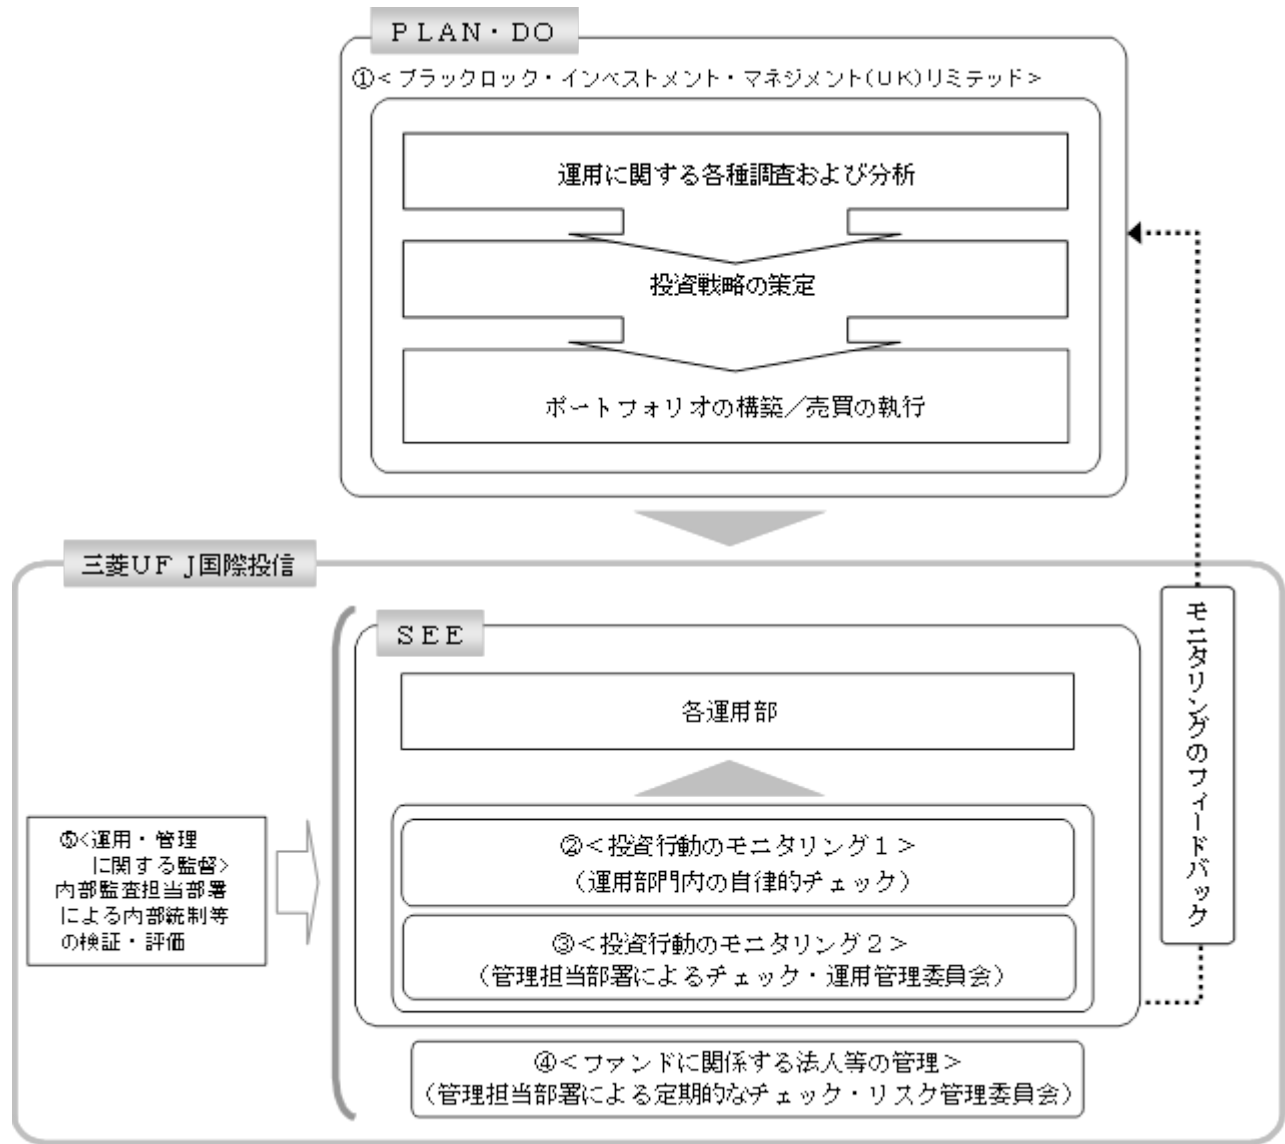 ＰＬＡＮ・ＤＯ
①＜ブラックロック・インベストメント・マネジメント(ＵＫ)リミテッド＞
運用に関する各種調査および分析
投資戦略の策定
ポートフォリオの構築／売買の執行
三菱ＵＦＪ国際投信
ＳＥＥ
各運用部
②＜投資行動のモニタリング１＞
（運用部門内の自律的チェック）
③＜投資行動のモニタリング２＞
（管理担当部署によるチェック・運用管理委員会）
④＜ファンドに関係する法人等の管理＞
（管理担当部署による定期的なチェック・リスク管理委員会）
⑤＜運用・管理
に関する監督＞
内部監査担当部署
による内部統制等
の検証・評価
モニタリングのフィードバック